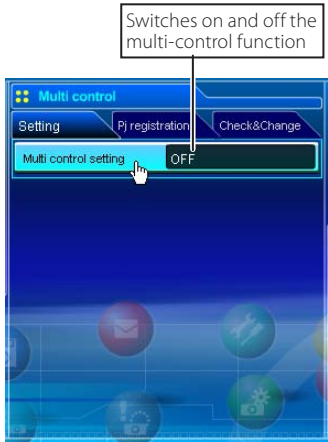 Switches on and off the
multi-control function
Multi control
Setting Pj registration Check&Change
Multi control setting OFF